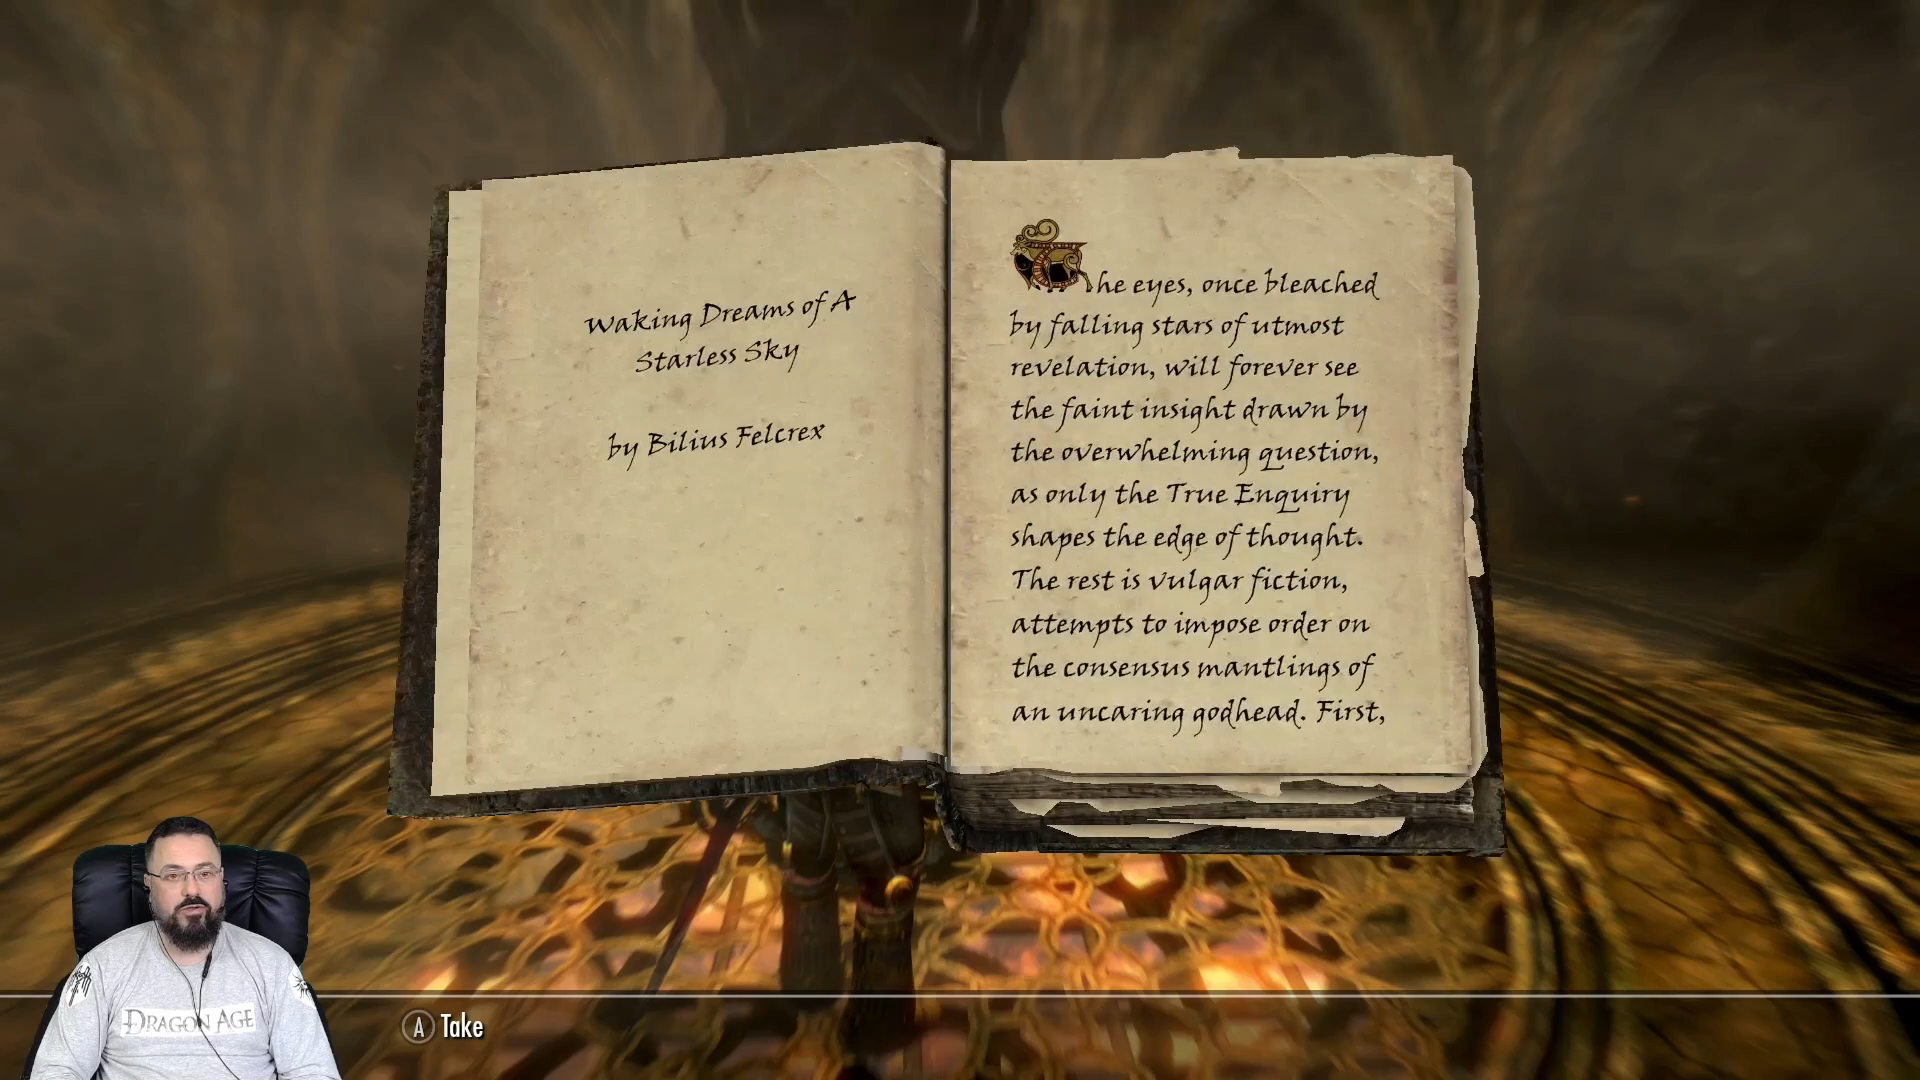 Waking Dreams of A
Starless Sky
by Bilius Felcrex
The eyes, once bleached
by falling stars of utmost
revelation, will forever see
the faint insight drawn by
the overwhelming question,
as only the True Enquiry
shapes the edge of thought.
The rest is vulgar fiction,
attempts to impose order on
the consensus mantlings of
an uncaring godhead. First,
DRAGON AGE
A Take